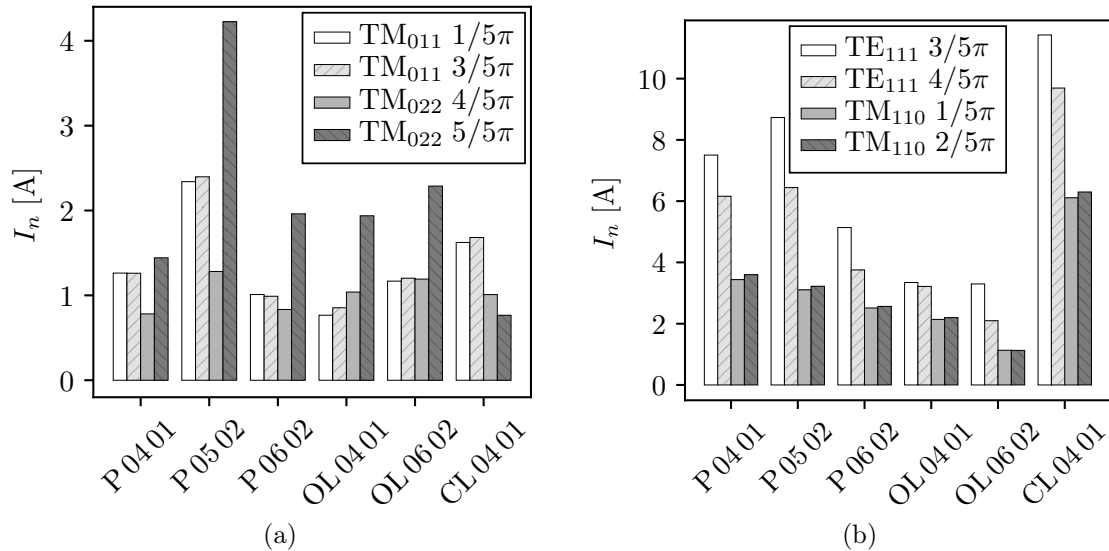 TM₀₁₁ 1/5π
TM₀₁₁ 3/5π
TM₀₂₂ 4/5π
TM₀₂₂ 5/5π
Iₙ [A]
4
3
2
1
0
P 04 01
P 05 02
P 06 02
OL 04 01
OL 06 02
CL 04 01
(a)
TE₁₁₁ 3/5π
TE₁₁₁ 4/5π
TM₁₁₀ 1/5π
TM₁₁₀ 2/5π
Iₙ [A]
10
8
6
4
2
0
P 04 01
P 05 02
P 06 02
OL 04 01
OL 06 02
CL 04 01
(b)